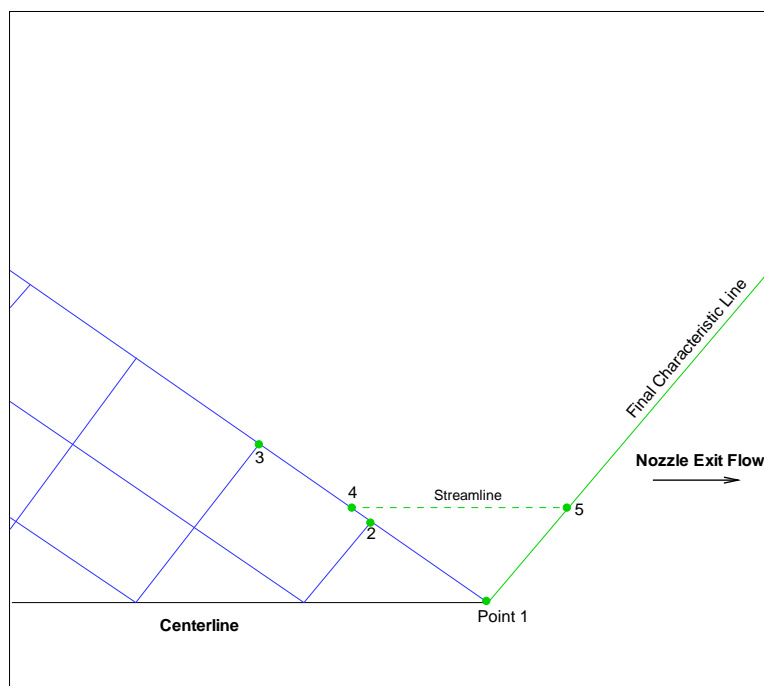 Final Characteristic Line
3
Nozzle Exit Flow
4
Streamline
5
2
Point 1
Centerline